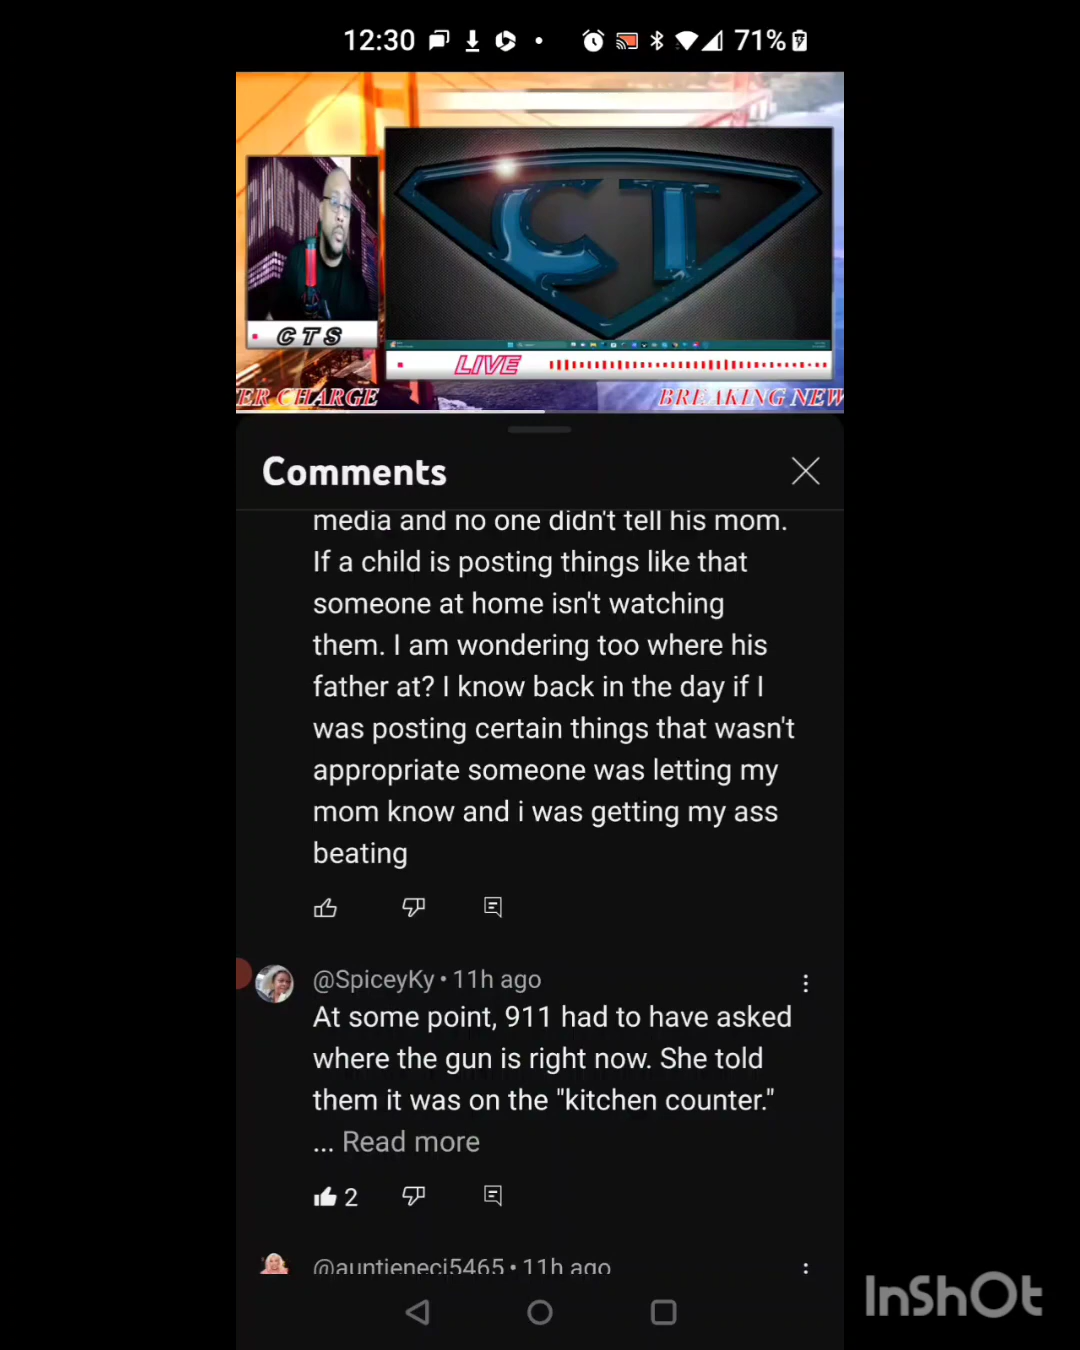 12:30
71%
CT
CTS
LIVE
ER CHARGE
BREAKING NEW
Comments
media and no one didn't tell his mom.
If a child is posting things like that
someone at home isn't watching
them. I am wondering too where his
father at? I know back in the day if I
was posting certain things that wasn't
appropriate someone was letting my
mom know and i was getting my ass
beating
@SpiceyKy • 11h ago
At some point, 911 had to have asked
where the gun is right now. She told
them it was on the "kitchen counter."
... Read more
2
@auntieneci5465 • 11h ago
InShOt